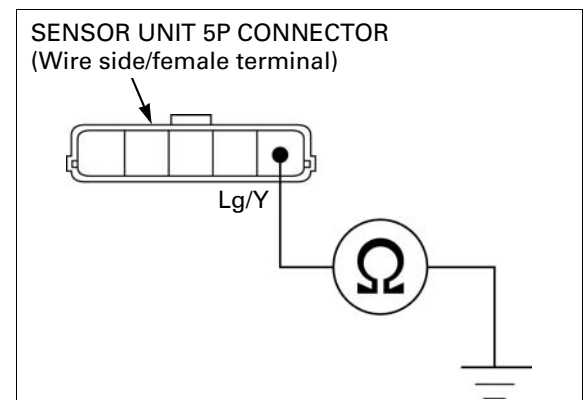 SENSOR UNIT 5P CONNECTOR
(Wire side/female terminal)
Lg/Y
Ω